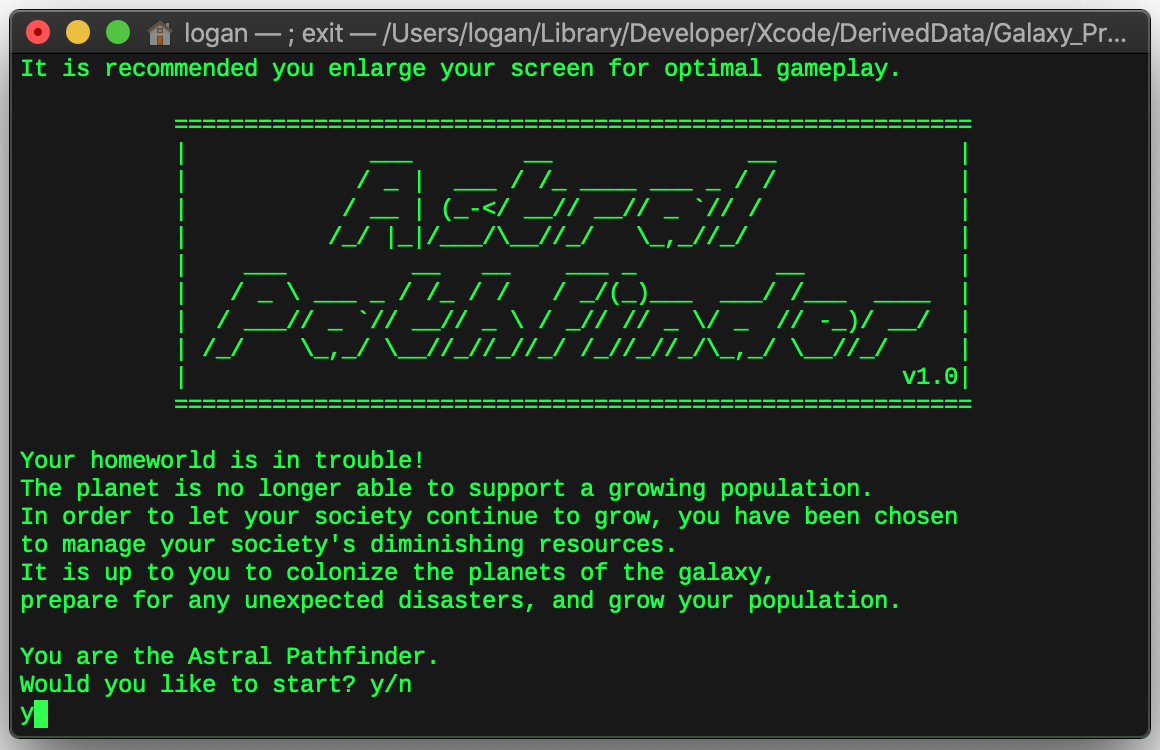 logan — ; exit — /Users/logan/Library/Developer/Xcode/DerivedData/Galaxy_Pr...
It is recommended you enlarge your screen for optimal gameplay.
Astral
Pathfinder
v1.0
Your homeworld is in trouble!
The planet is no longer able to support a growing population.
In order to let your society continue to grow, you have been chosen
to manage your society's diminishing resources.
It is up to you to colonize the planets of the galaxy,
prepare for any unexpected disasters, and grow your population.
You are the Astral Pathfinder.
Would you like to start? y/n
y